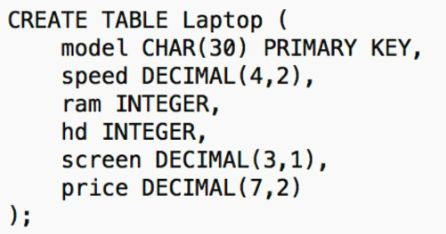 CREATE TABLE Laptop (
    model CHAR(30) PRIMARY KEY,
    speed DECIMAL(4,2),
    ram INTEGER,
    hd INTEGER,
    screen DECIMAL(3,1),
    price DECIMAL(7,2)
);